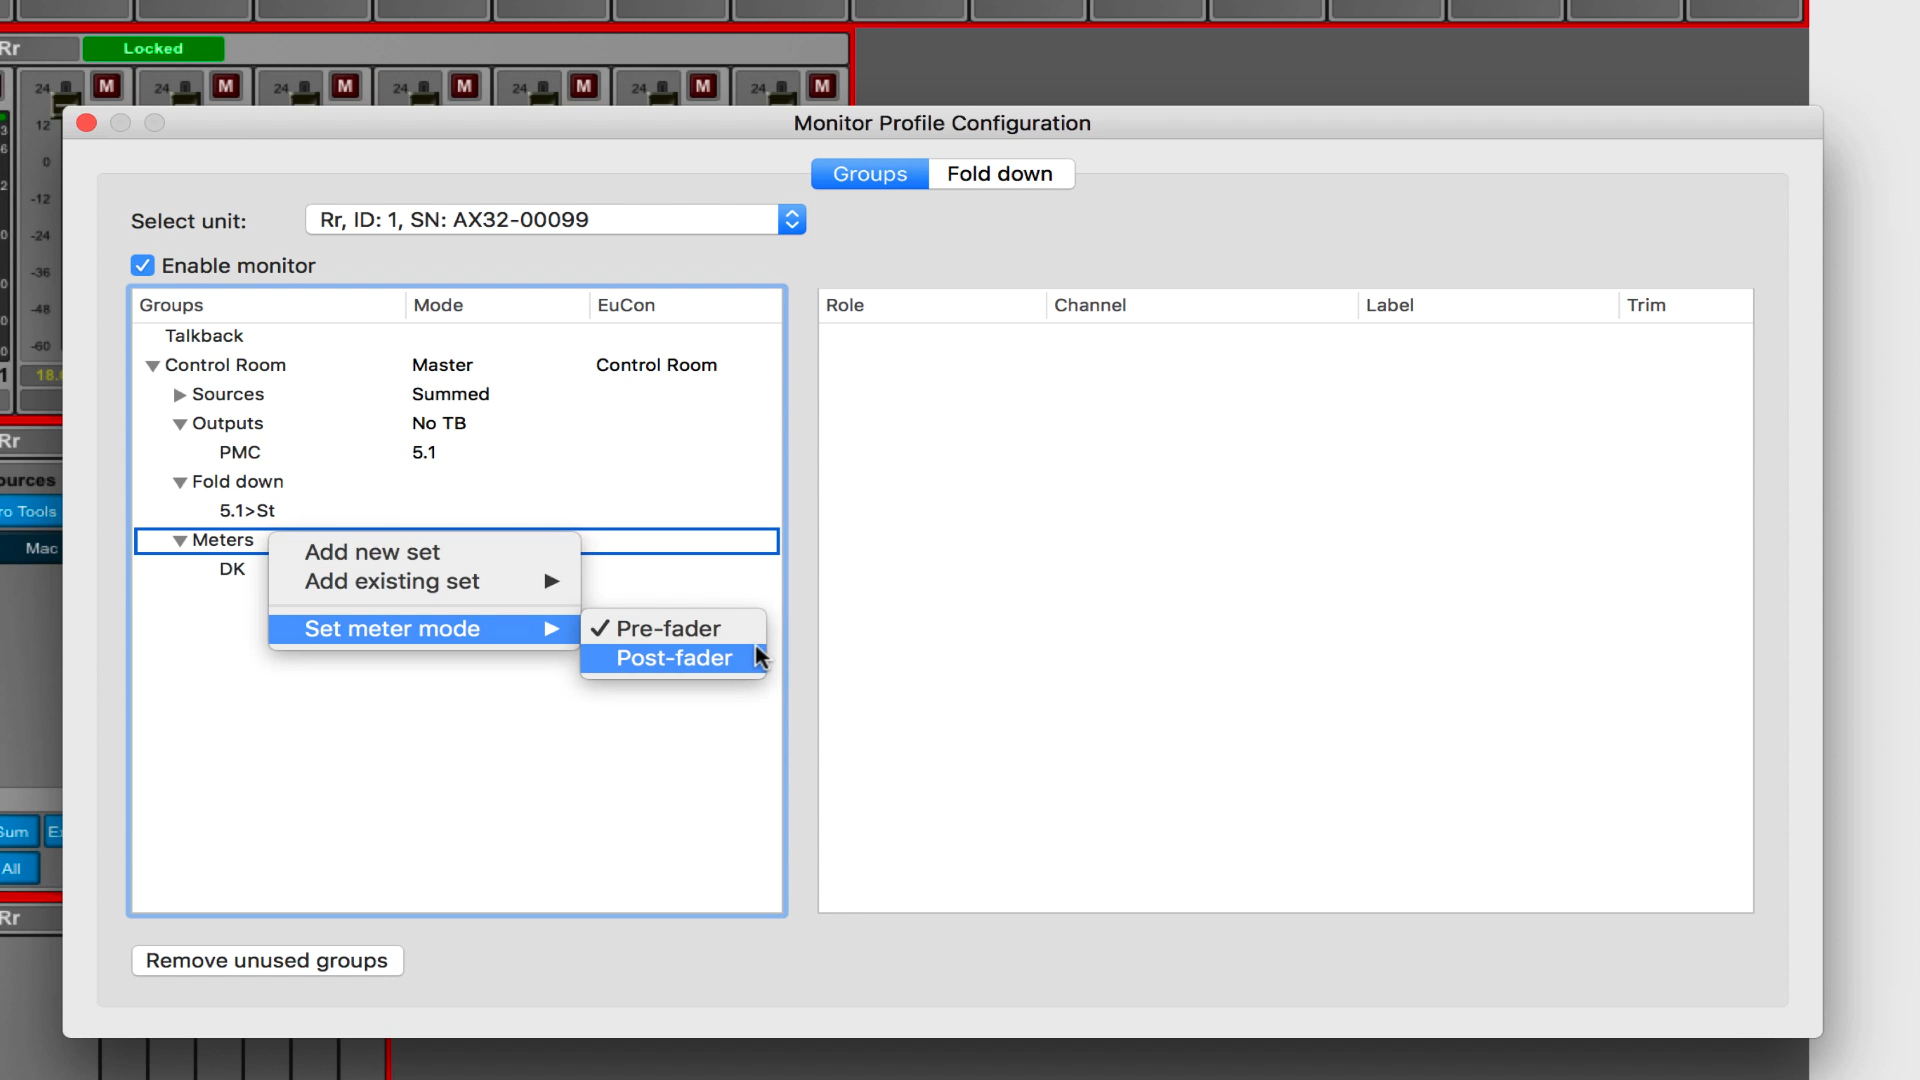 Rr
Locked
24 M 24 M 24 M 24 M 24 M 24 M 24 M
12
0
-12
-24
-36
-48
-60
Monitor Profile Configuration
Groups Fold down
Select unit: Rr, ID: 1, SN: AX32-00099
Enable monitor
Groups Mode EuCon
Talkback
Control Room Master Control Room
Sources Summed
Outputs No TB
PMC 5.1
Fold down
5.1>St
Meters
DK
Add new set
Add existing set
Set meter mode
Pre-fader
Post-fader
Role Channel Label Trim
Remove unused groups
Rr
ources
ro Tools
Mac
Sum
All
Rr